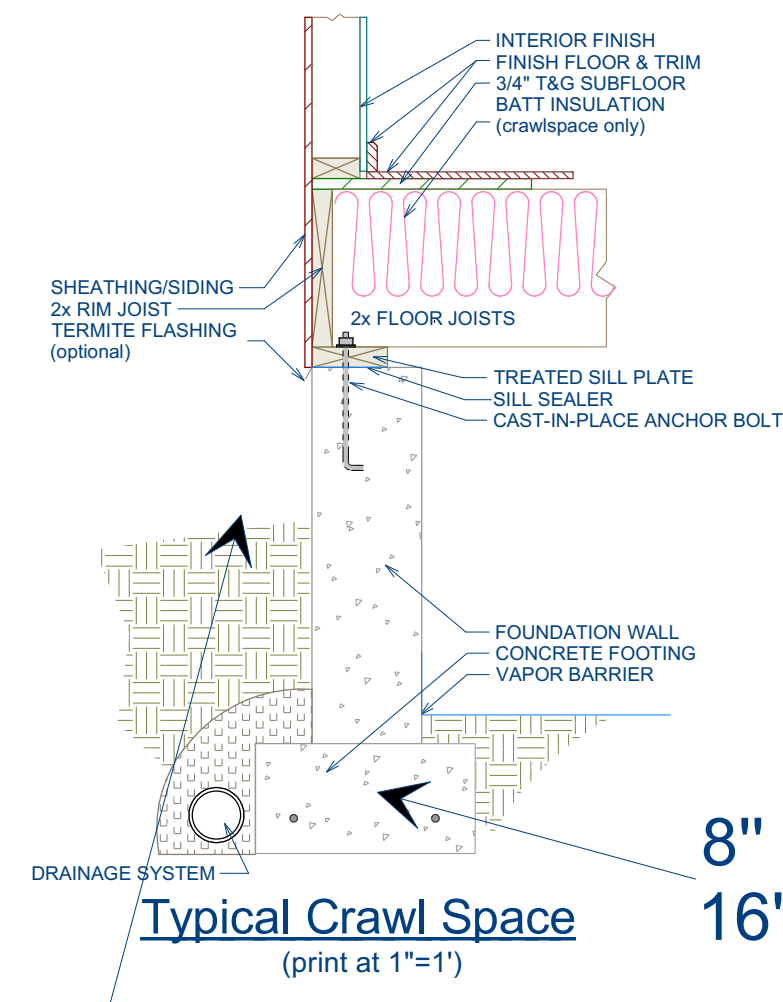 INTERIOR FINISH
FINISH FLOOR & TRIM
3/4" T&G SUBFLOOR
BATT INSULATION
(crawlspace only)
SHEATHING/SIDING
2x RIM JOIST
TERMITE FLASHING
(optional)
2x FLOOR JOISTS
TREATED SILL PLATE
SILL SEALER
CAST-IN-PLACE ANCHOR BOLT
FOUNDATION WALL
CONCRETE FOOTING
VAPOR BARRIER
DRAINAGE SYSTEM
8"
16'
Typical Crawl Space
(print at 1"=1')